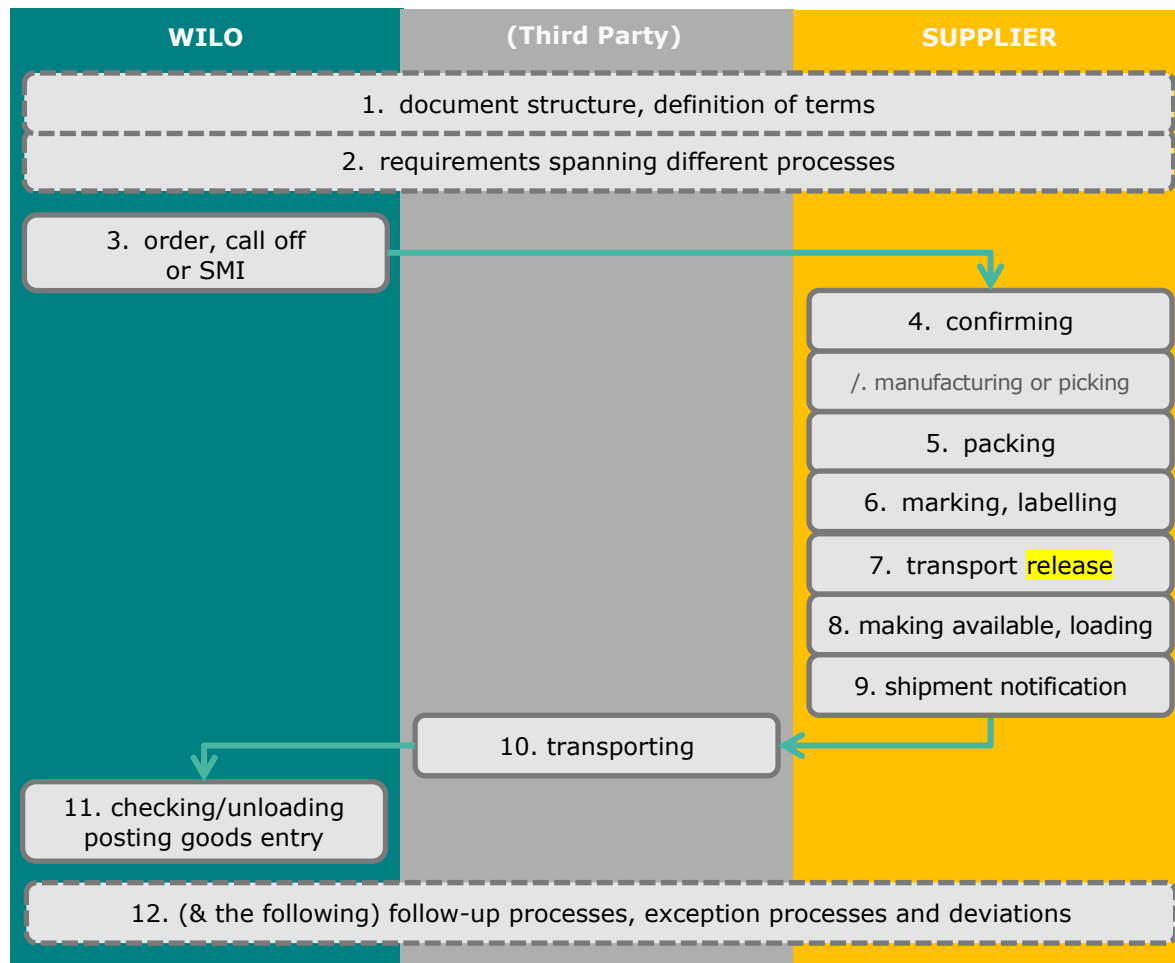 WILO
(Third Party)
SUPPLIER
1. document structure, definition of terms
2. requirements spanning different processes
3. order, call off
or SMI
4. confirming
/. manufacturing or picking
5. packing
6. marking, labelling
7. transport release
8. making available, loading
9. shipment notification
10. transporting
11. checking/unloading
posting goods entry
12. (& the following) follow-up processes, exception processes and deviations